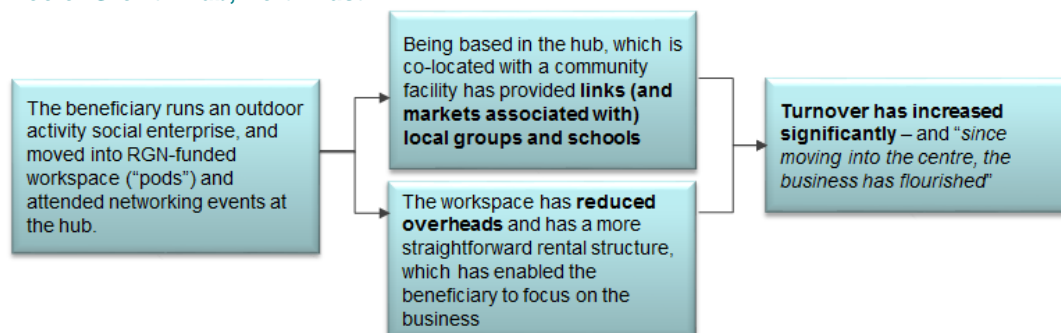 The beneficiary runs an outdoor
activity social enterprise, and
moved into RGN-funded
workspace (“pods”) and
attended networking events at
the hub.
Being based in the hub, which is
co-located with a community
facility has provided links (and
markets associated with)
local groups and schools
The workspace has reduced
overheads and has a more
straightforward rental structure,
which has enabled the
beneficiary to focus on the
business
Turnover has increased
significantly – and “since
moving into the centre, the
business has flourished”